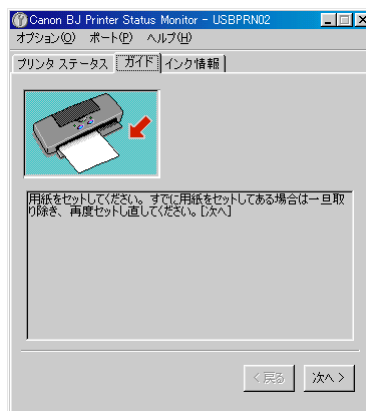 Canon BJ Printer Status Monitor - USBPRN02
オプション(O) ポート(P) ヘルプ(H)
プリンタ ステータス ガイド インク情報
用紙をセットしてください。すでに用紙をセットしてある場合は一旦取
り除き、再度セットし直してください。[次へ]
< 戻る 次へ >